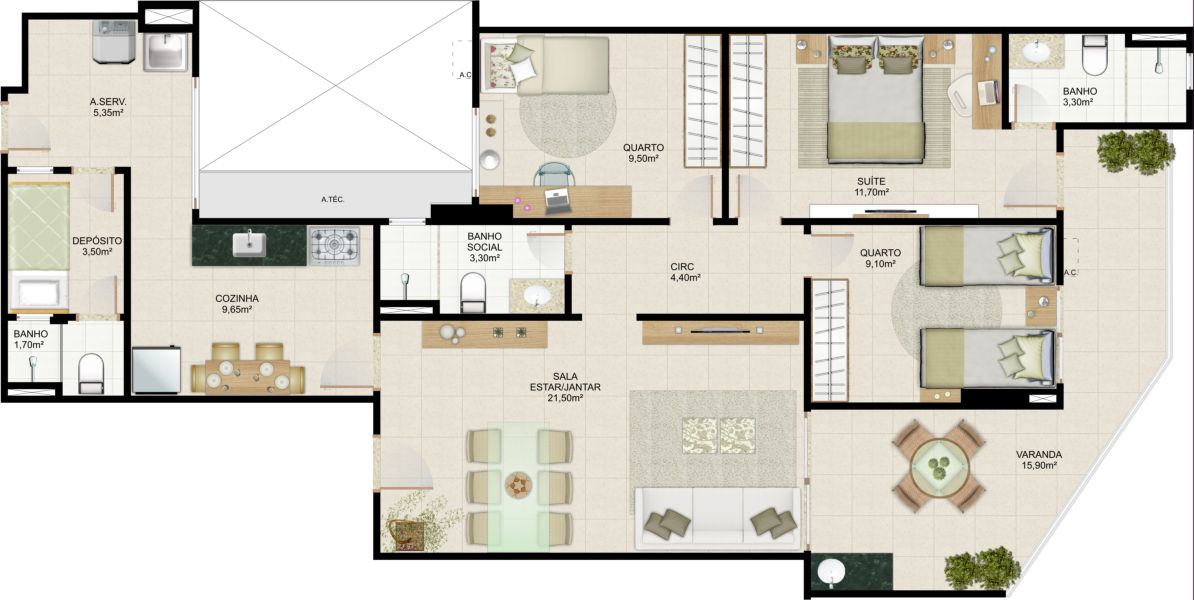 A.SERV.
5,35m²
A.C
QUARTO
9,50m²
SUÍTE
11,70m²
BANHO
3,30m²
A.TÉC.
DEPÓSITO
3,50m²
BANHO
SOCIAL
3,30m²
CIRC
4,40m²
QUARTO
9,10m²
A.C.
COZINHA
9,65m²
BANHO
1,70m²
SALA
ESTAR/JANTAR
21,50m²
VARANDA
15,90m²